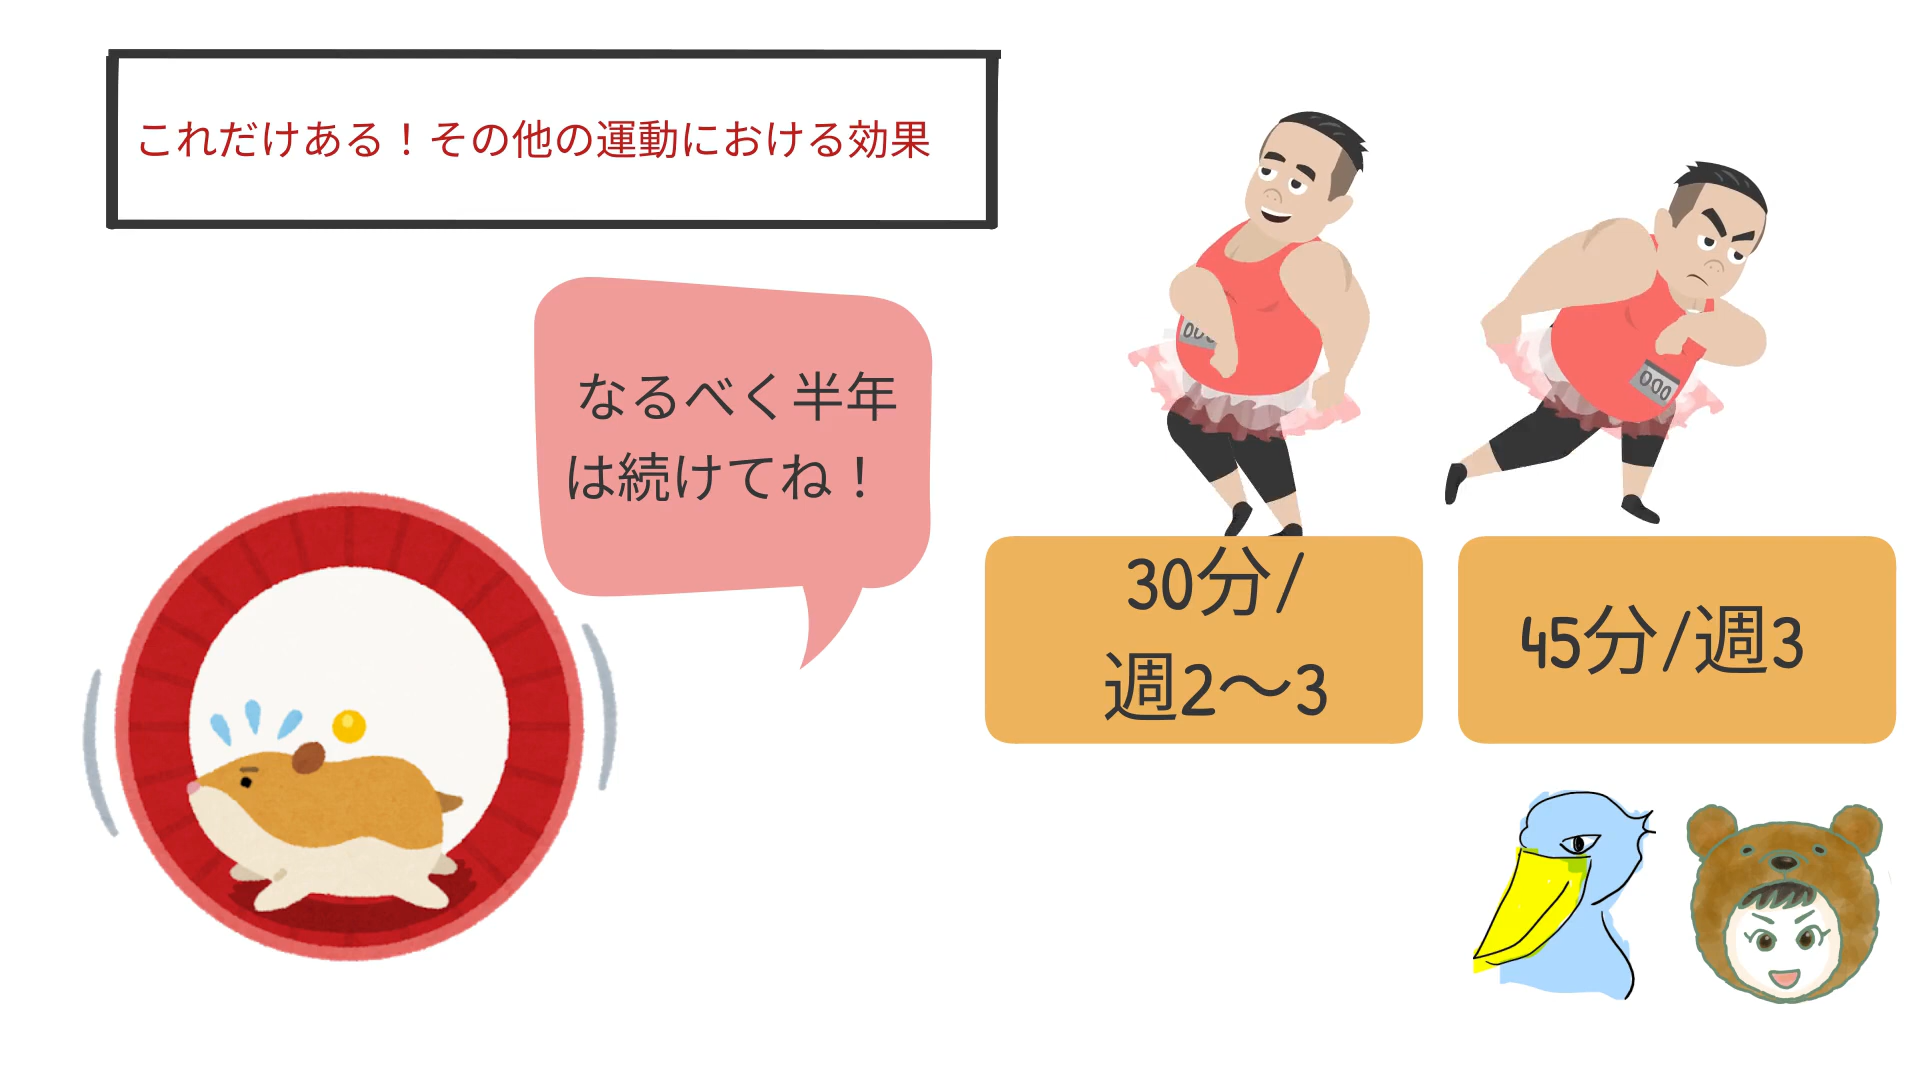 これだけある！その他の運動における効果
なるべく半年
は続けてね！
000
000
30分/
週2〜3
45分/週3